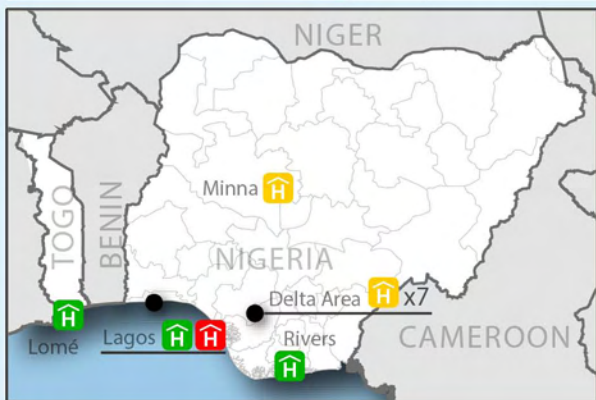 NIGER
Minna H
TOGO
BENIN
NIGERIA
Delta Area H x7
H
Lomé
Lagos H H
Rivers
H
CAMEROON